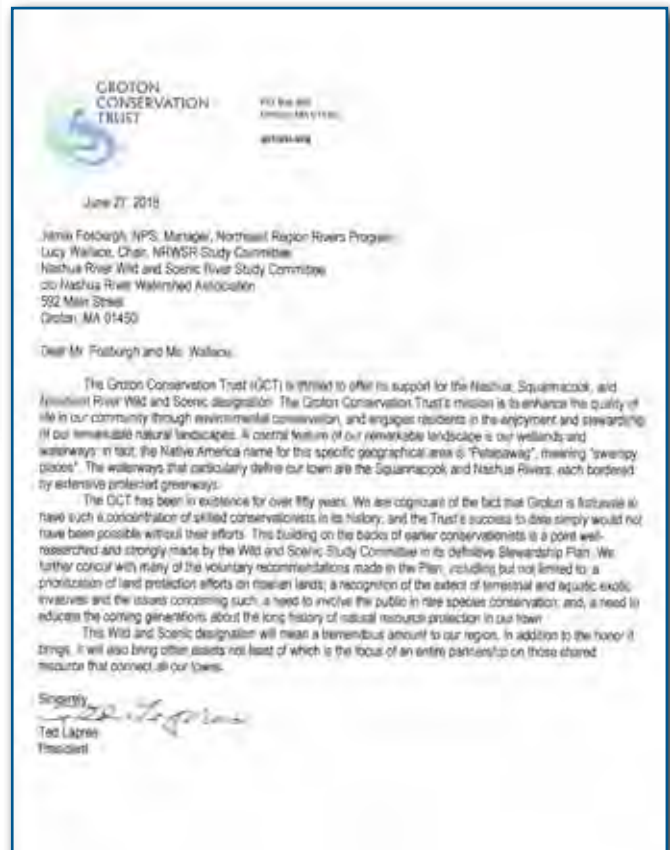 GROTON
CONSERVATION
TRUST
PO Box
June 27, 2018
Jamie Fosburgh, NPS, Manager, Northeast Region Rivers Program
Lucy Wallace, Chair, NRWSR Study Committee
Nashua River Wild and Scenic River Study Committee
c/o Nashua River Watershed Association
592 Main Street
Groton, MA 01450
Dear Mr. Fosburgh and Ms. Wallace,
The Groton Conservation Trust (GCT) is thrilled to offer its support for the Nashua, Squannacook, and
Nissitissit River Wild and Scenic designation. The Groton Conservation Trust's mission is to enhance the quality of
life in our community through environmental conservation, and engages residents in the enjoyment and stewardship
of our remarkable natural landscapes. A central feature of our remarkable landscape is our wetlands and
waterways; in fact, the Native America name for this specific geographical area is "Petapawag", meaning "swampy
places". The waterways that particularly define our town are the Squannacook and Nashua Rivers, each bordered
by extensive protected greenways.
The GCT has been in existence for over fifty years. We are cognizant of the fact that Groton is fortunate to
have such a concentration of skilled conservationists in its history, and the Trust's success to date simply would not
have been possible without their efforts. This building on the backs of earlier conservationists is a point well-
researched and strongly made by the Wild and Scenic Study Committee in its definitive Stewardship Plan. We
further concur with many of the voluntary recommendations made in the Plan, including but not limited to: a
prioritization of land protection efforts on riparian lands; a recognition of the extent of terrestrial and aquatic exotic
invasives and the issues concerning such; a need to involve the public in rare species conservation; and, a need to
educate the coming generations about the long history of natural resource protection in our town.
This Wild and Scenic designation will mean a tremendous amount to our region. In addition to the honor it
brings, it will also bring other assets not least of which is the focus of an entire partnership on those shared
resource that connect all our towns.
Sincerely,
Ted Lapres
President